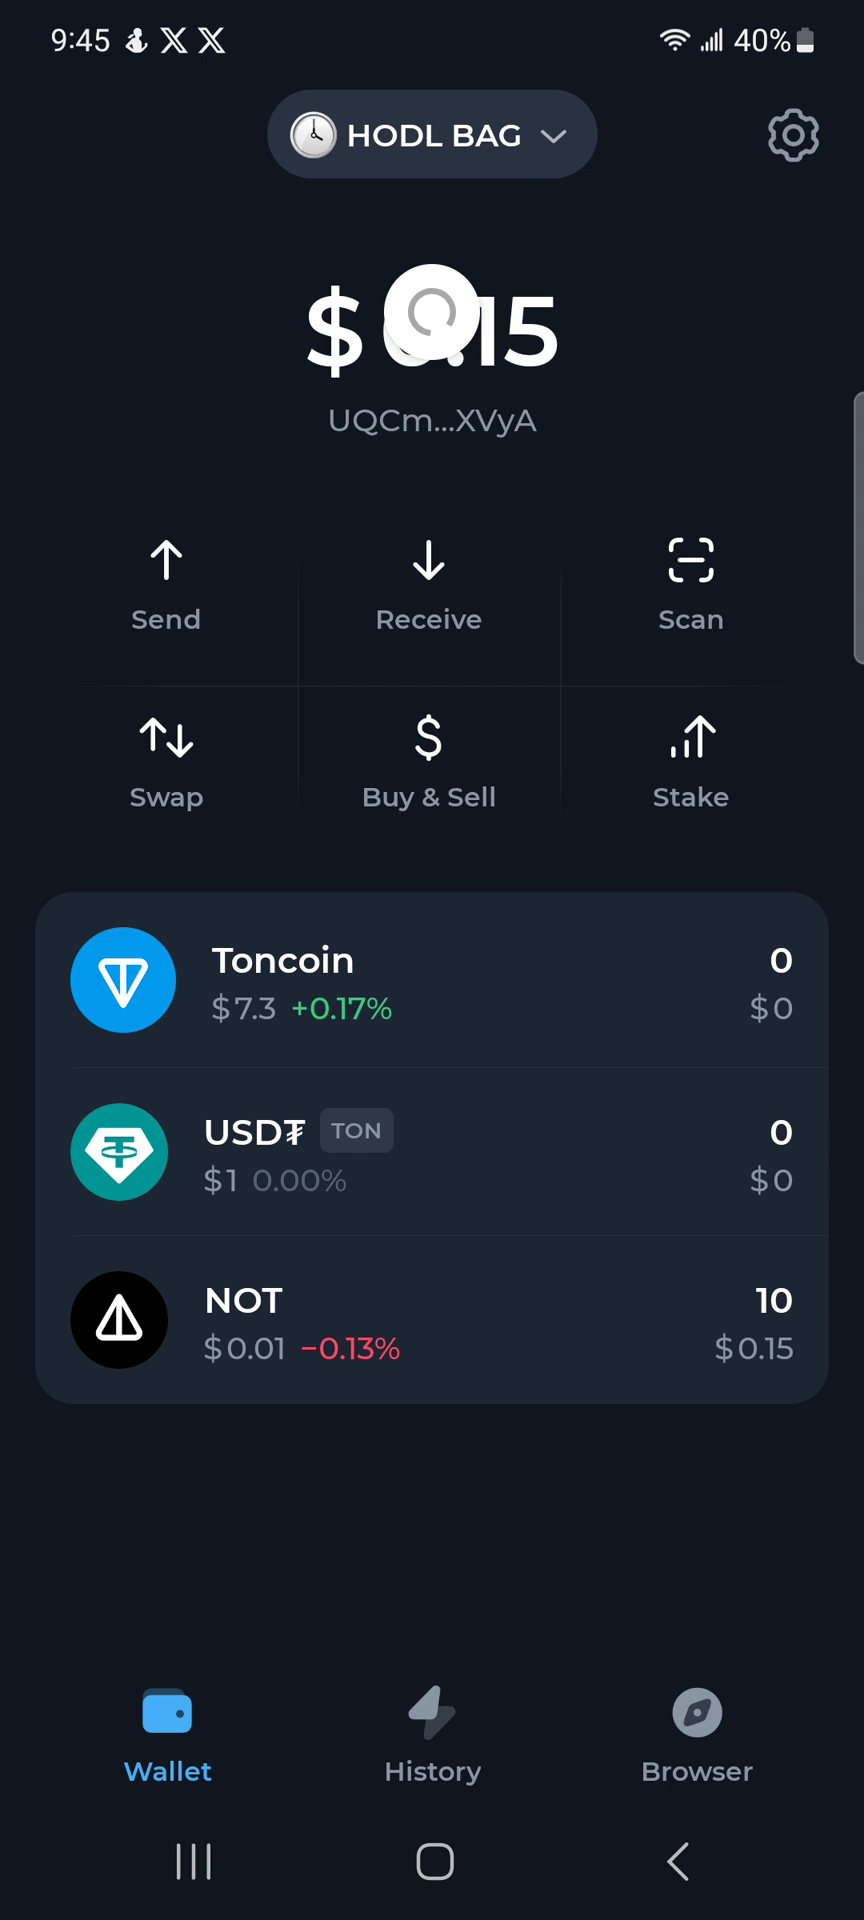 9:45
40%
HODL BAG
$ 0.15
UQCm...XVyA
Send
Receive
Scan
Swap
Buy & Sell
Stake
Toncoin
0
$ 7.3 +0.17%
$ 0
USD₮ TON
0
$ 1 0.00%
$ 0
NOT
10
$ 0.01 −0.13%
$ 0.15
Wallet
History
Browser